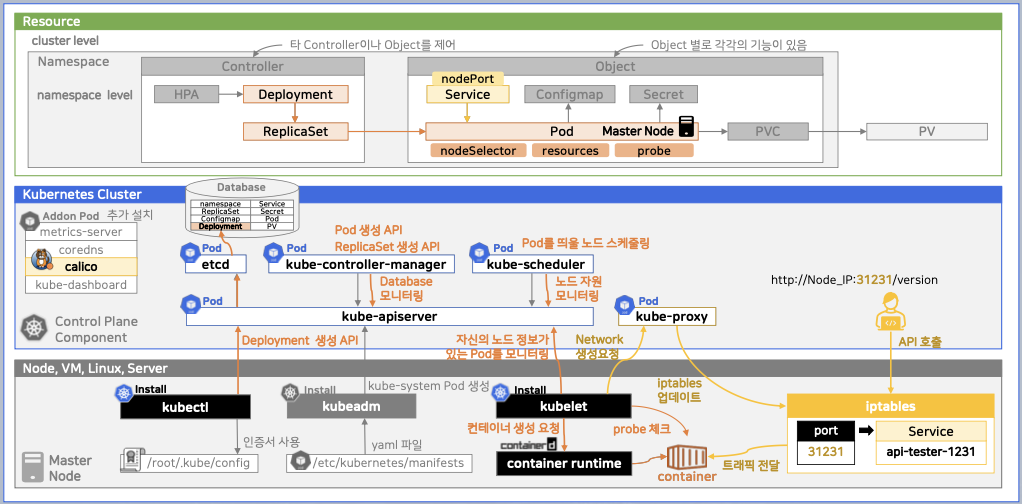 Resource
cluster level
타 Controller이나 Object를 제어
Object 별로 각각의 기능이 있음
Namespace
Controller
Object
namespace level
HPA
Deployment
nodePort
Service
Configmap
Secret
ReplicaSet
Pod
Master Node
PVC
PV
nodeSelector
resources
probe
Kubernetes Cluster
Database
namespace
Service
ReplicaSet
Secret
Configmap
Pod
Deployment
PV
Addon Pod 추가 설치
metrics-server
coredns
calico
kube-dashboard
Pod 생성 API
ReplicaSet 생성 API
Pod를 띄울 노드 스케줄링
Pod
etcd
Pod
kube-controller-manager
Pod
kube-scheduler
Database
모니터링
노드 자원
모니터링
http://Node_IP:31231/version
Pod
kube-apiserver
Pod
kube-proxy
Control Plane
Component
Deployment 생성 API
자신의 노드 정보가
있는 Pod를 모니터링
Network
생성요청
API 호출
Node, VM, Linux, Server
Install
kubectl
Install
kubeadm
kube-system Pod 생성
Install
kubelet
iptables
업데이트
iptables
port
31231
Service
api-tester-1231
인증서 사용
yaml 파일
컨테이너 생성 요청
probe 체크
containerd
Master
Node
/root/.kube/config
/etc/kubernetes/manifests
container runtime
container
트래픽 전달